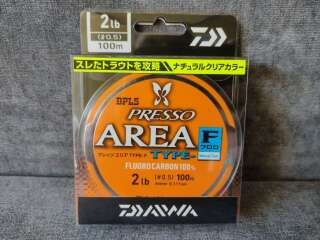 2lb
(#0.5)
100m
DAIWA
スレたトラウトを攻略 ナチュラルクリアカラー
DPLS
PRESSO
AREA F
フロロ
TYPE-F
プレッソ エリア TYPE-F
FLUOROCARBON100%
2lb (#0.5) 100m
DAIWA